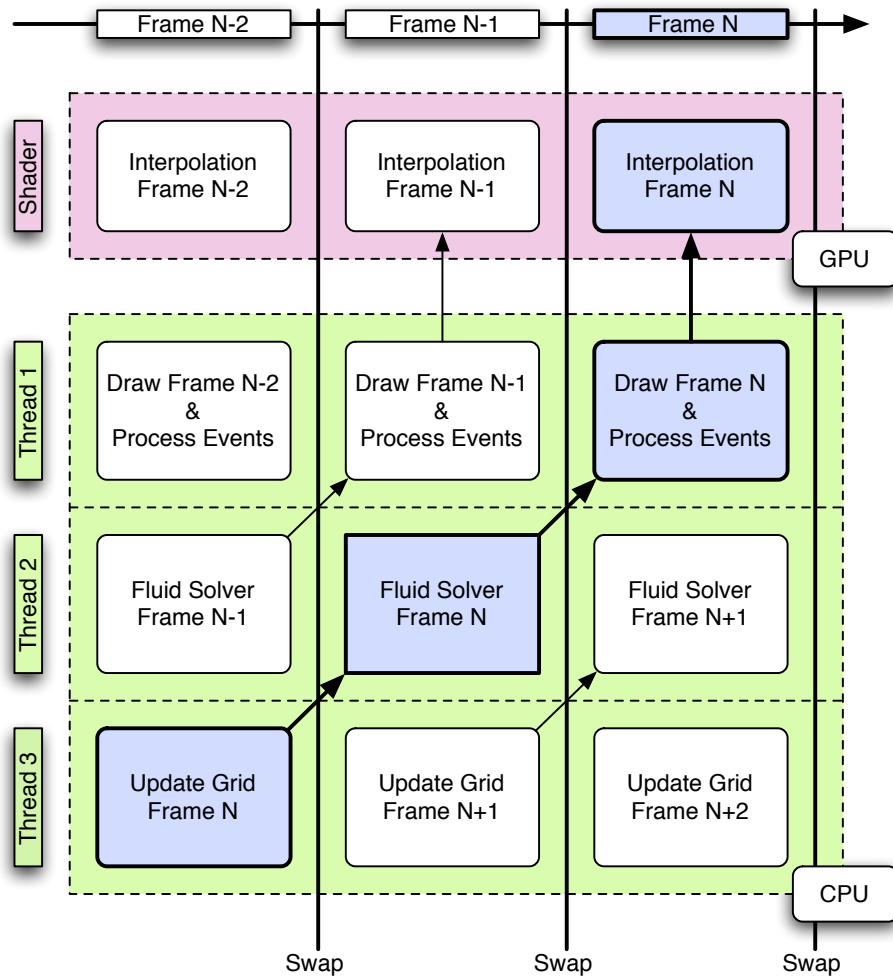 Frame N-2
Frame N-1
Frame N
Shader
Interpolation
Frame N-2
Interpolation
Frame N-1
Interpolation
Frame N
GPU
Thread 1
Draw Frame N-2
&
Process Events
Draw Frame N-1
&
Process Events
Draw Frame N
&
Process Events
Thread 2
Fluid Solver
Frame N-1
Fluid Solver
Frame N
Fluid Solver
Frame N+1
Thread 3
Update Grid
Frame N
Update Grid
Frame N+1
Update Grid
Frame N+2
CPU
Swap
Swap
Swap